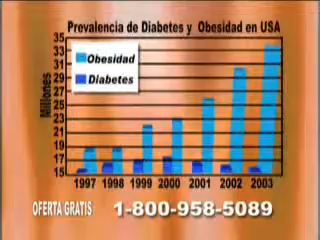 Prevalencia de Diabetes y Obesidad en USA
Millones
35
33
31
29
27
25
23
21
19
17
15
Obesidad
Diabetes
1997 1998 1999 2000 2001 2002 2003
OFERTA GRATIS 1-800-958-5089